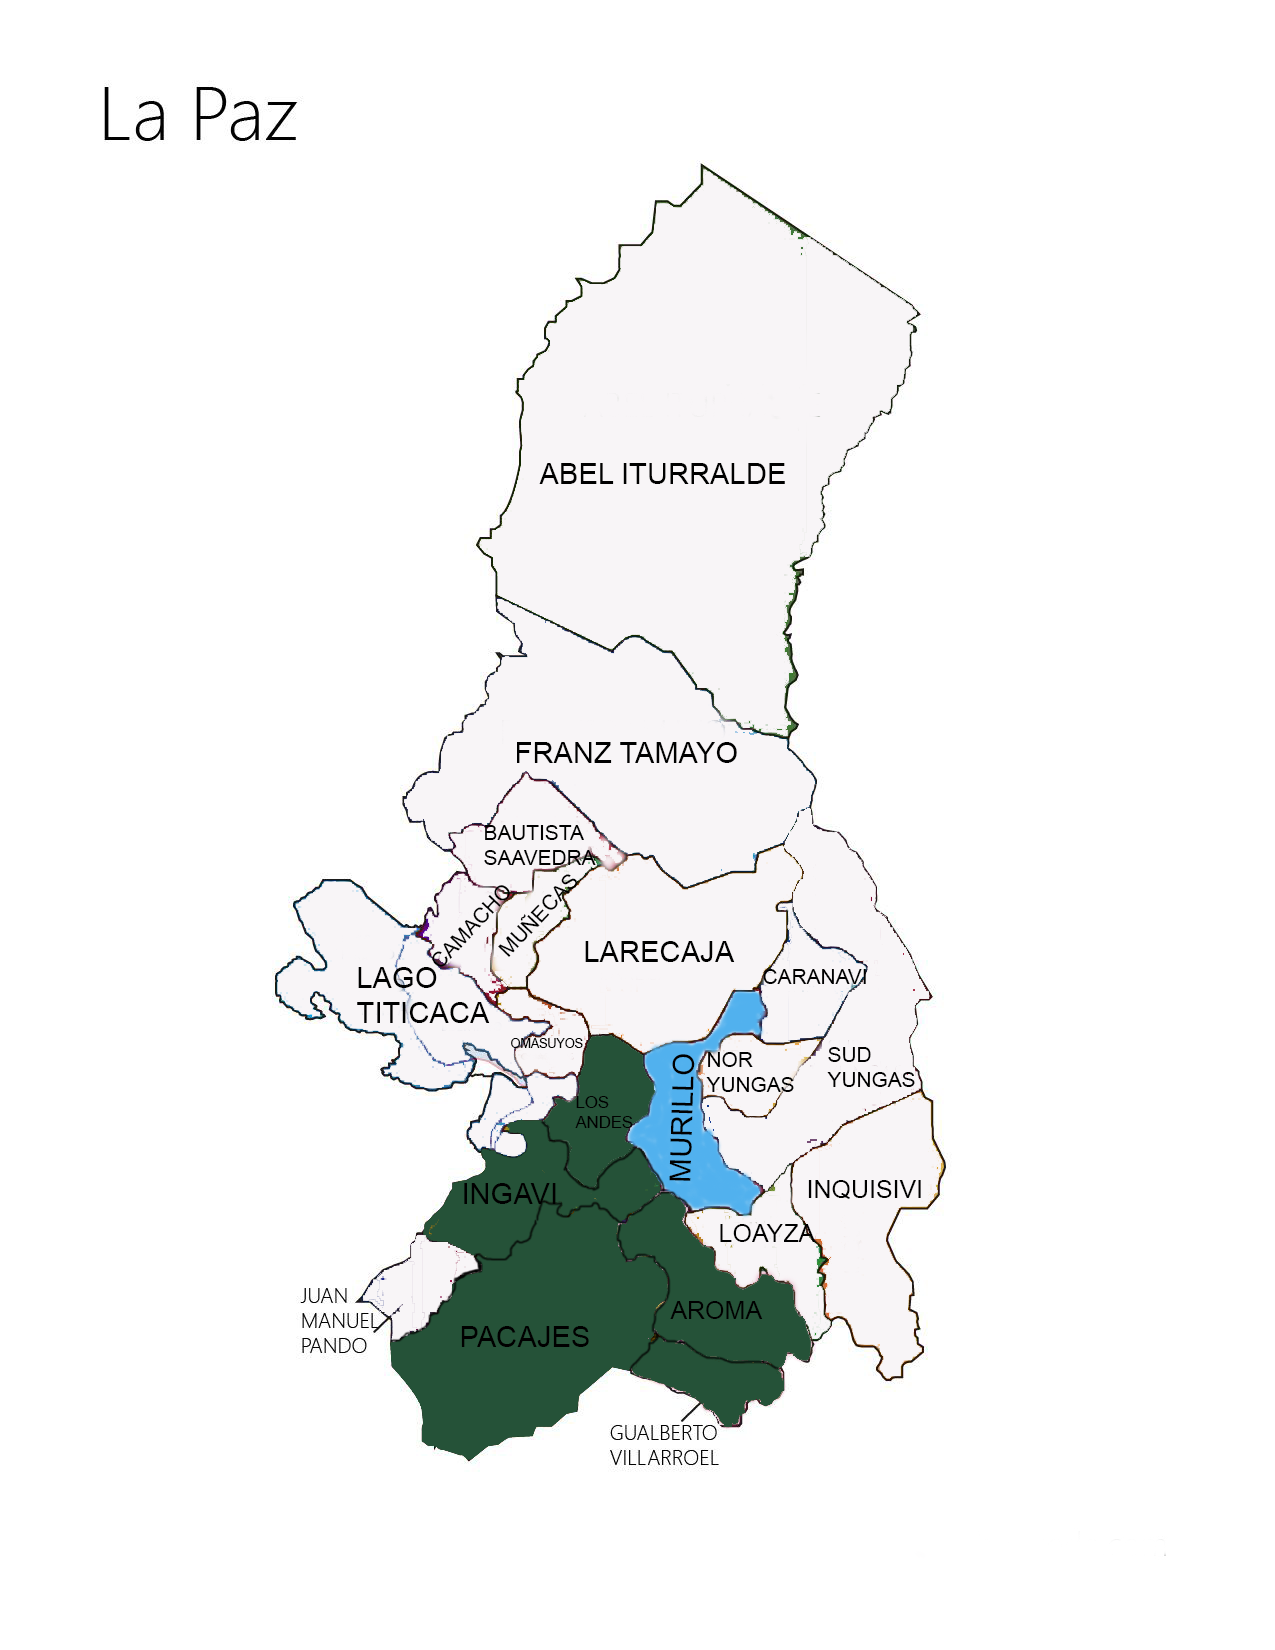 La Paz
ABEL ITURRALDE
FRANZ TAMAYO
BAUTISTA
SAAVEDRA
CAMACHO
MUÑECAS
LARECAJA
LAGO
TITICACA
CARANAVI
OMASUYOS
NOR
YUNGAS
SUD
YUNGAS
MURILLO
LOS
ANDES
INGAVI
INQUISIVI
LOAYZA
JUAN
MANUEL
PANDO
AROMA
PACAJES
GUALBERTO
VILLARROEL